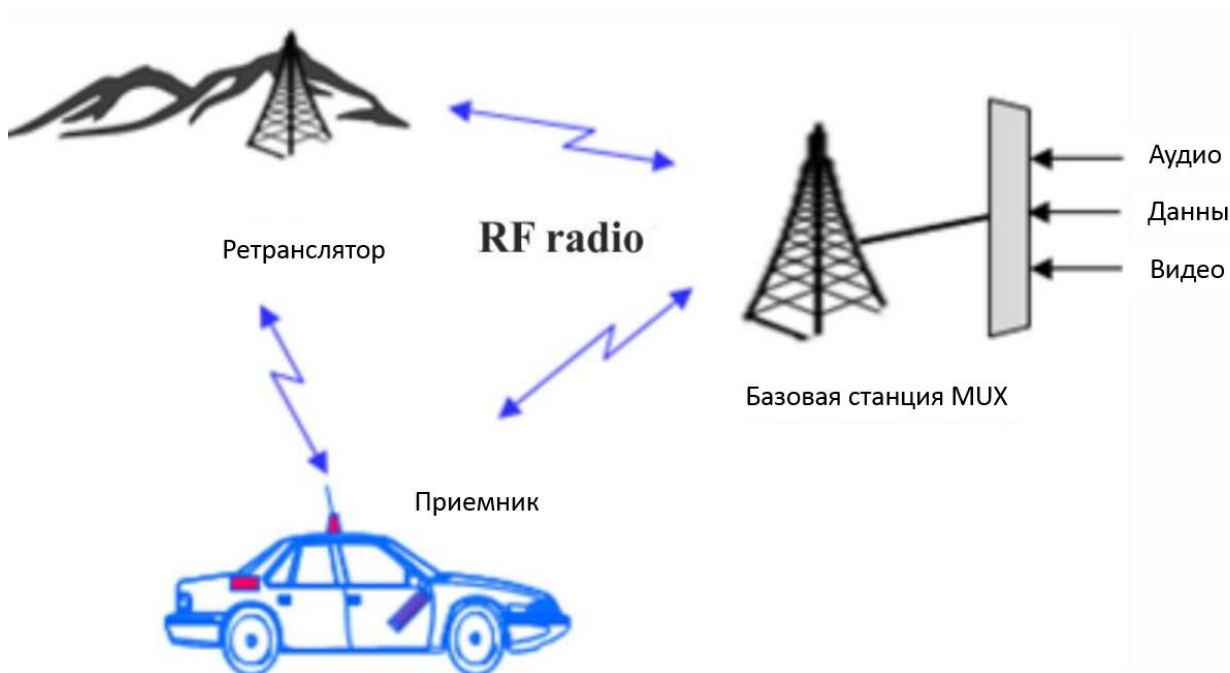 Аудио
Ретранслятор
RF radio
Данны
Видео
Базовая станция MUX
Приемник